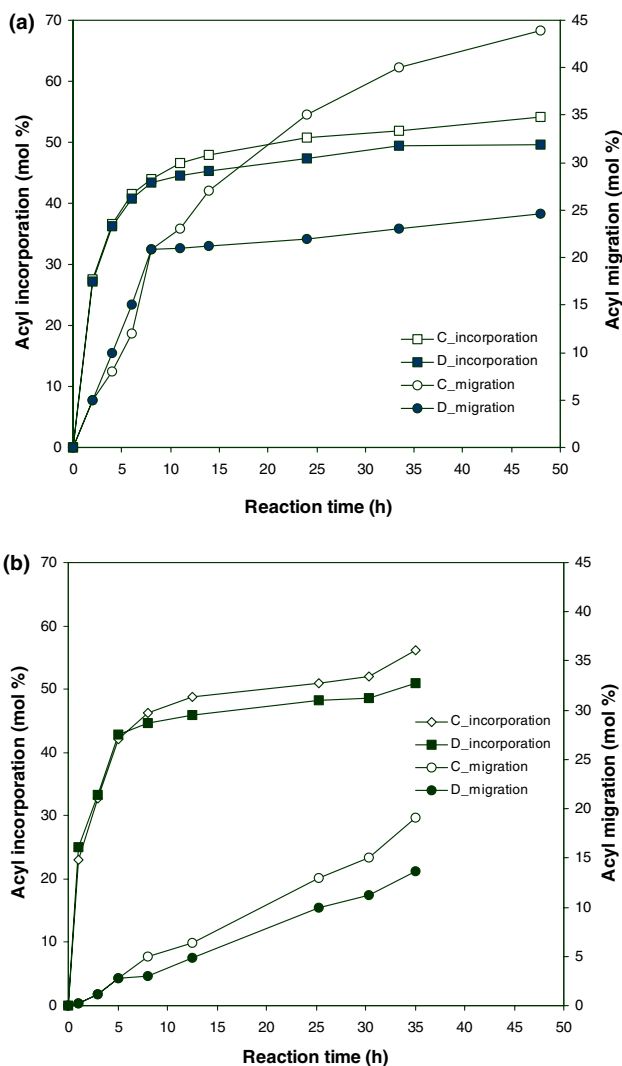 (a)
70
60
50
40
30
20
10
0
Acyl incorporation (mol %)
45
40
35
30
25
20
15
10
5
0
Acyl migration (mol %)
C_incorporation
D_incorporation
C_migration
D_migration
0 5 10 15 20 25 30 35 40 45 50
Reaction time (h)
(b)
70
60
50
40
30
20
10
0
Acyl incorporation (mol %)
45
40
35
30
25
20
15
10
5
0
Acyl migration (mol %)
C_incorporation
D_incorporation
C_migration
D_migration
0 5 10 15 20 25 30 35 40 45 50
Reaction time (h)